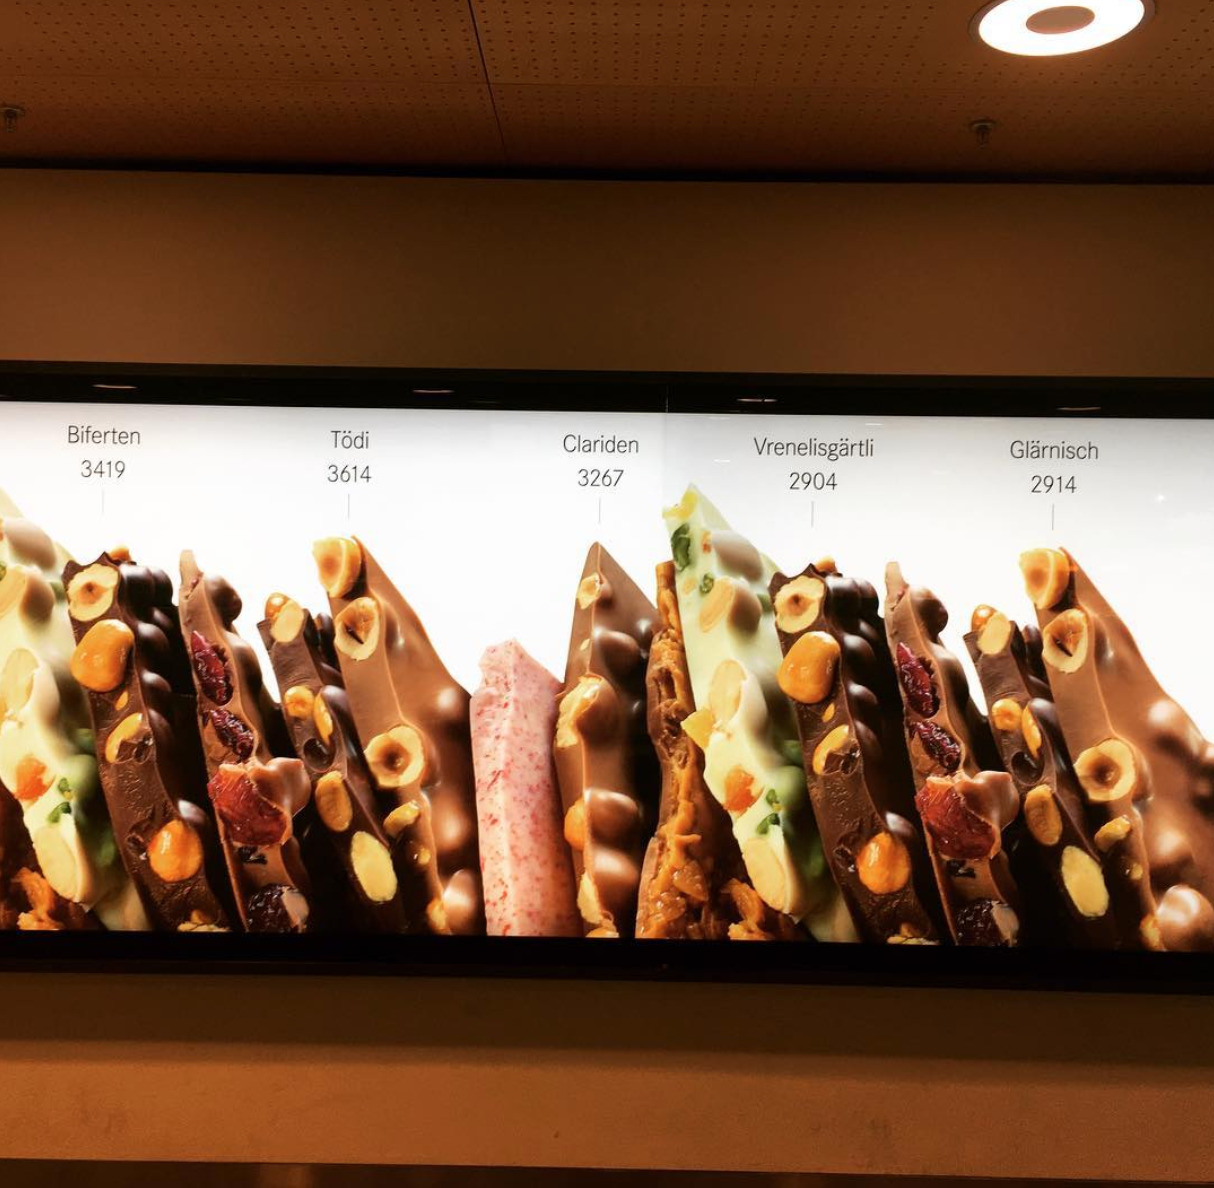 Biferten
3419
Tödi
3614
Clariden
3267
Vrenelisgärtli
2904
Glärnisch
2914